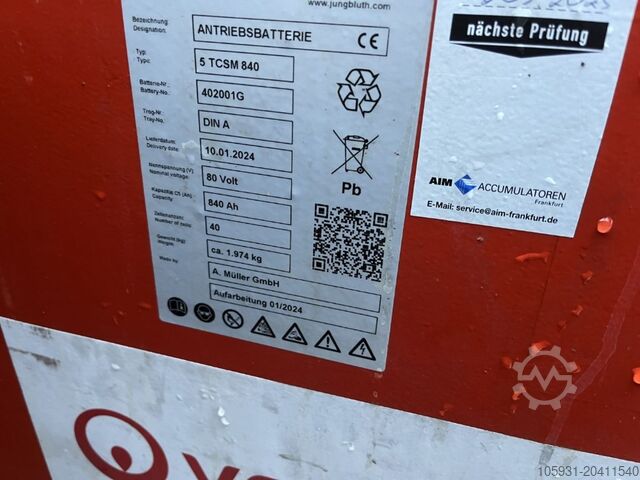 www.jungbluth.com
Bezeichnung:
Designation:
ANTRIEBSBATTERIE
CE
Typ:
Type:
5 TCSM 840
Batterie-Nr.:
Battery-No.:
402001G
Trog-Nr.:
Tray-No.:
DIN A
Lieferdatum:
Delivery date:
10.01.2024
Nennspannung (V)
Nominal voltage:
80 Volt
Pb
Kapazität C5 (Ah)
Capacity
840 Ah
Zellenanzahl:
Number of cells:
40
Gewicht (kg)
Weight:
ca. 1.974 kg
Made by
A. Müller GmbH
Aufarbeitung 01/2024
nächste Prüfung
AIM ACCUMULATOREN
Frankfurt
E-Mail: service@aim-frankfurt.de
105931-20411540